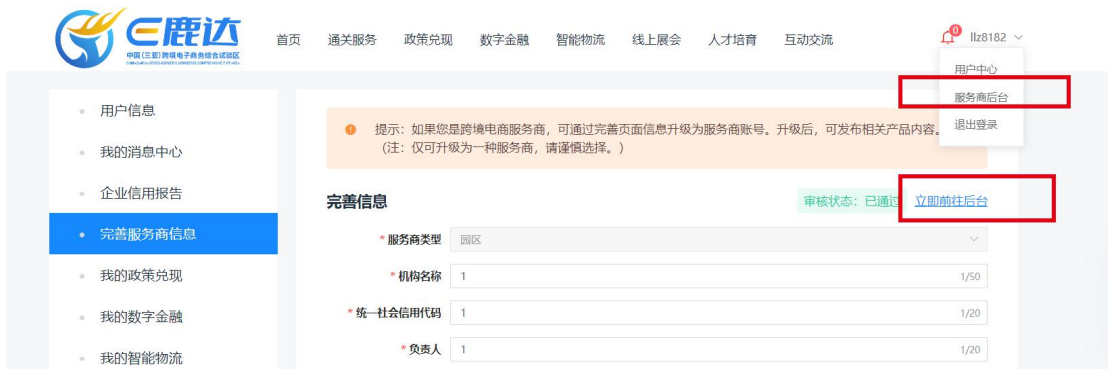 三鹿达
中国(三亚)跨境电子商务综合试验区
首页 通关服务 政策兑现 数字金融 智能物流 线上展会 人才培育 互动交流
0 llz8182
用户中心
服务商后台
退出登录
用户信息
我的消息中心
企业信用报告
完善服务商信息
我的政策兑现
我的数字金融
我的智能物流
提示：如果您是跨境电商服务商，可通过完善页面信息升级为服务商账号。升级后，可发布相关产品内容。
(注：仅可升级为一种服务商，请谨慎选择。)
完善信息 审核状态：已通过 立即前往后台
* 服务商类型 园区
* 机构名称 1 1/50
* 统一社会信用代码 1 1/20
* 负责人 1 1/20